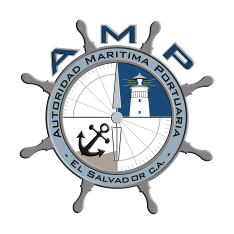 AMP
AUTORIDAD MARITIMA PORTUARIA
- EL SALVADOR C.A. -